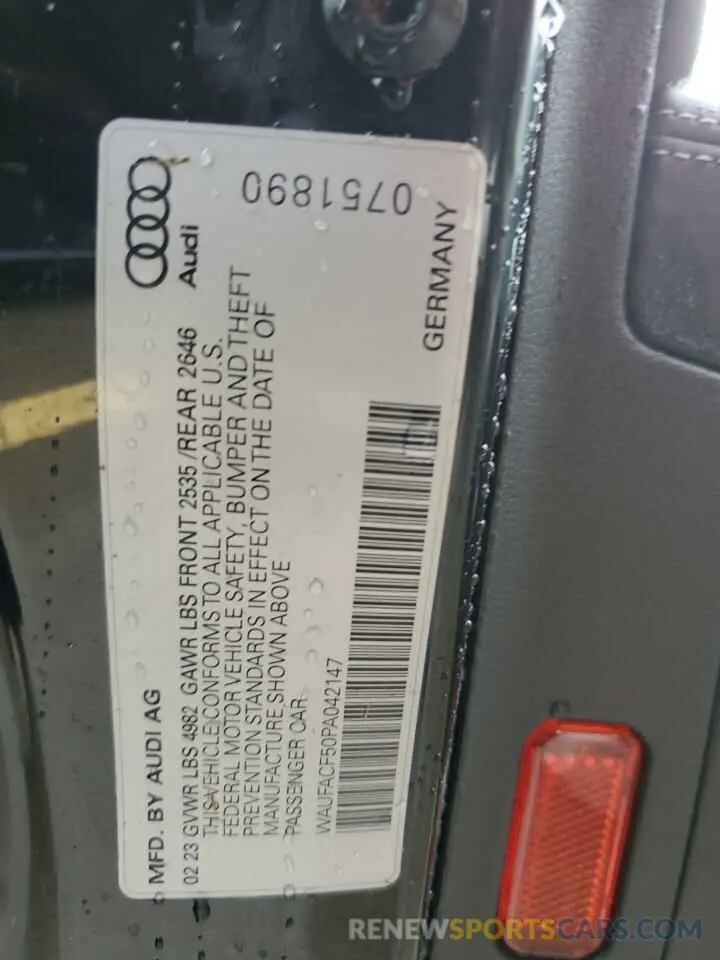 MFD. BY AUDI AG
Audi
02 23 GVWR LBS 4982 GAWR LBS FRONT 2535 / REAR 2646
THIS VEHICLE CONFORMS TO ALL APPLICABLE U.S.
FEDERAL MOTOR VEHICLE SAFETY, BUMPER AND THEFT
PREVENTION STANDARDS IN EFFECT ON THE DATE OF
MANUFACTURE SHOWN ABOVE
PASSENGER CAR
WAUFACF50PA042147
GERMANY
0751890
RENEWSPORTSCARS.COM